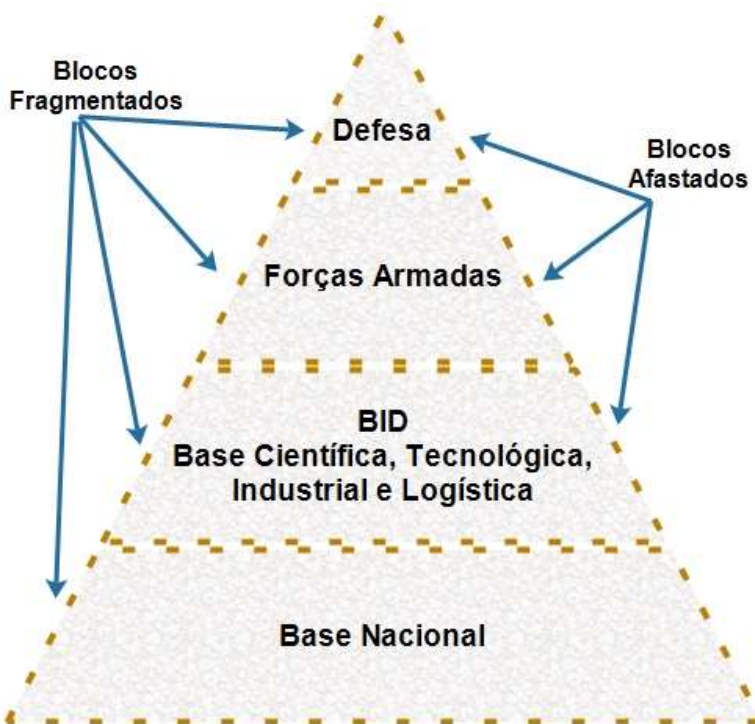 Blocos
Fragmentados
Defesa
Blocos
Afastados
Forças Armadas
BID
Base Científica, Tecnológica,
Industrial e Logística
Base Nacional